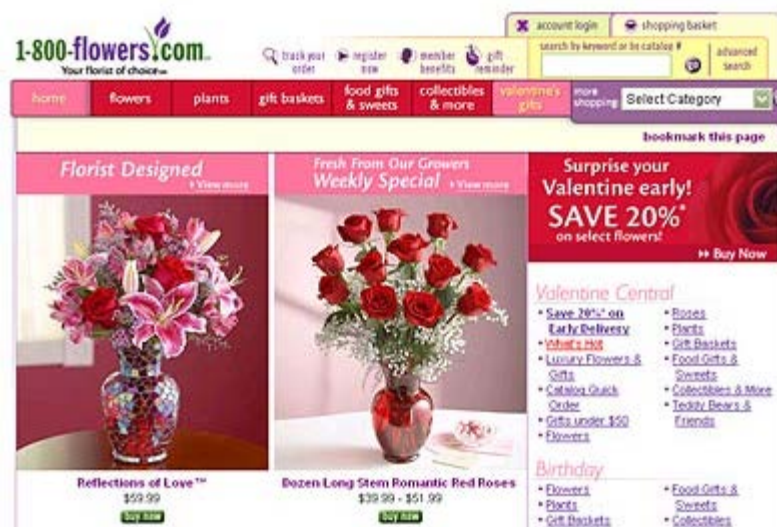 account login
shopping basket
1-800-flowers.com
Your florist of choice
track your
order
register
now
member
benefits
gift
reminder
search by keyword or by catalog #
go
advanced
search
home
flowers
plants
gift baskets
food gifts
& sweets
collectibles
& more
valentine's
gifts
more
shopping
Select Category
bookmark this page
Florist Designed
View more
Fresh From Our Growers
Weekly Special
View more
Surprise your
Valentine early!
SAVE 20%*
on select flowers!
Buy Now
Reflections of Love™
$59.99
buy now
Dozen Long Stem Romantic Red Roses
$39.99 - $51.99
buy now
Valentine Central
• Save 20%* on
Early Delivery
• What's Hot
• Luxury Flowers &
Gifts
• Catalog Quick
Order
• Gifts under $50
• Flowers
• Roses
• Plants
• Gift Baskets
• Food Gifts &
Sweets
• Collectibles & More
• Teddy Bears &
Friends
Birthday
• Flowers
• Plants
• Gift Baskets
• Food Gifts &
Sweets
• Collectibles